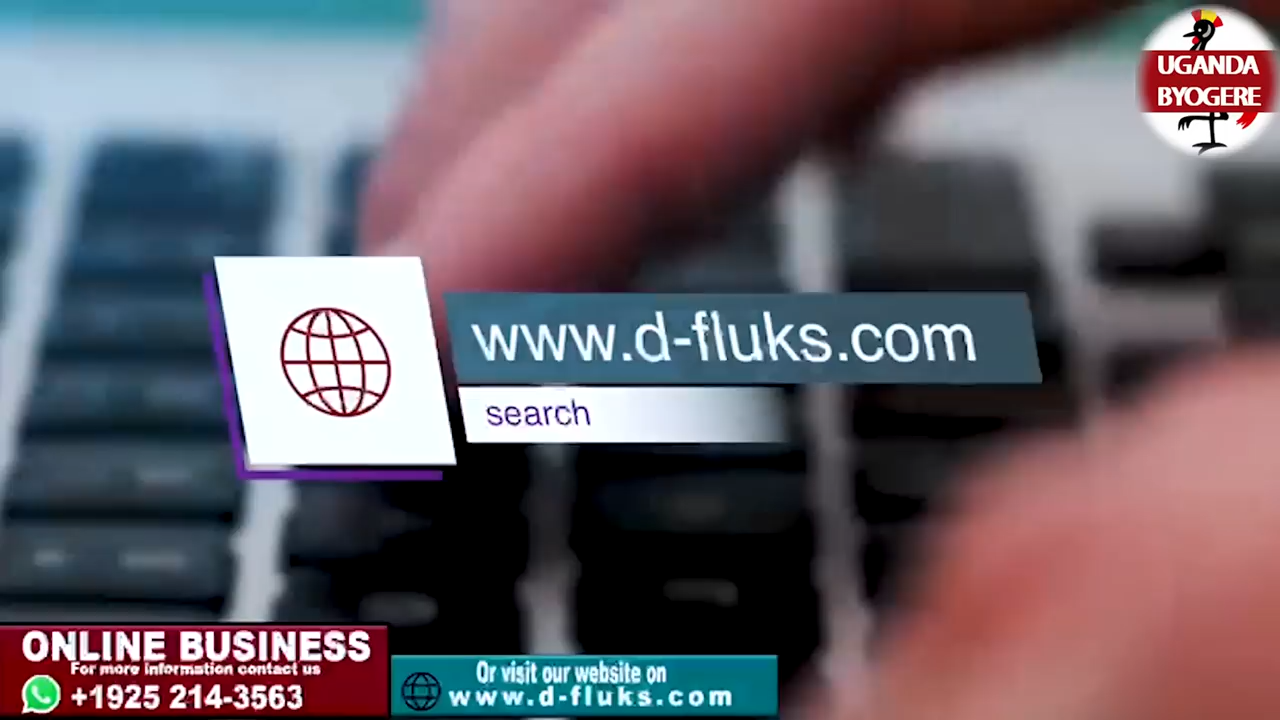 UGANDA
BYOGERE
www.d-fluks.com
search
ONLINE BUSINESS
For more information contact us
+1925 214-3563
Or visit our website on
www.d-fluks.com